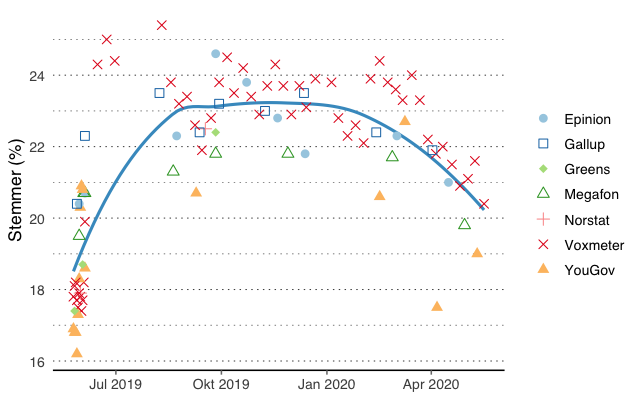 Stemmer (%)
24
22
20
18
16
Jul 2019
Okt 2019
Jan 2020
Apr 2020
Epinion
Gallup
Greens
Megafon
Norstat
Voxmeter
YouGov